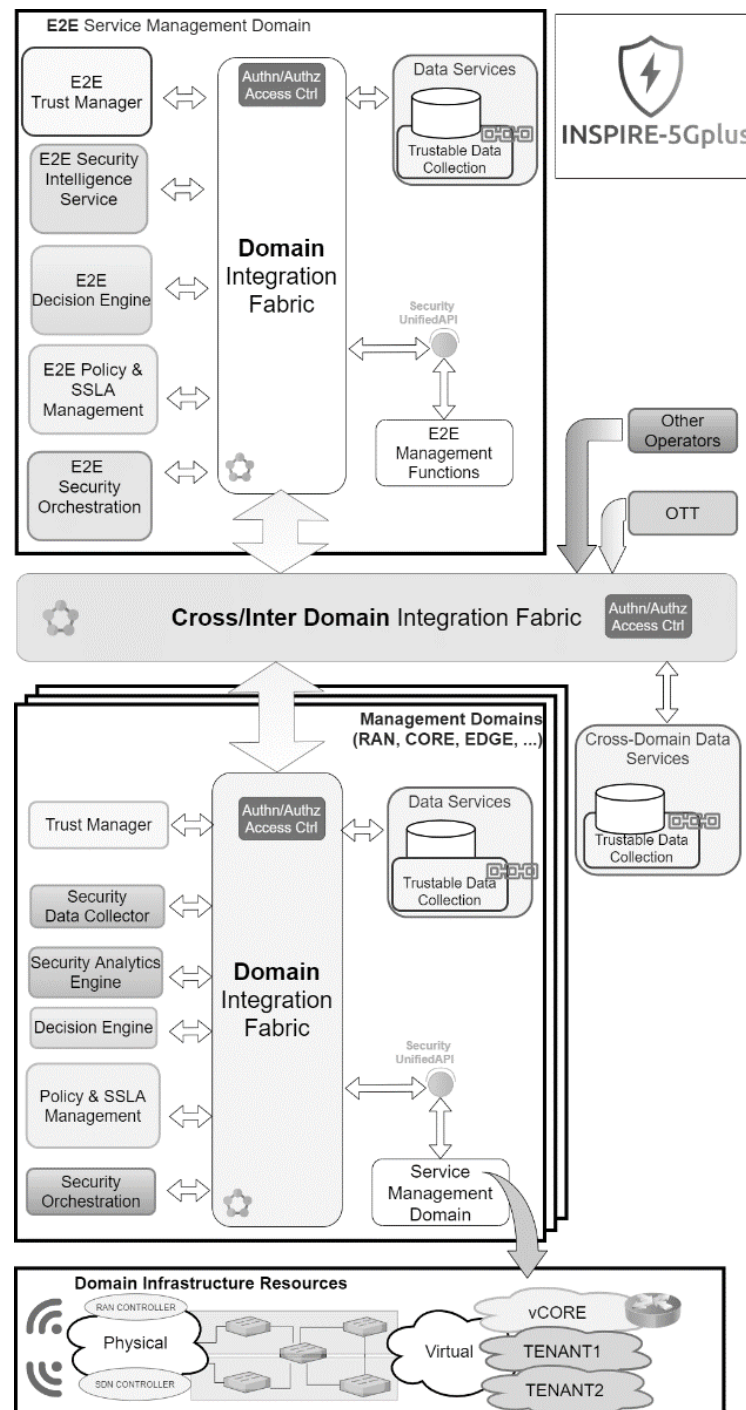 E2E Service Management Domain
INSPIRE-5Gplus
E2E
Trust Manager
Authn/Authz
Access Ctrl
Data Services
Trustable Data
Collection
E2E Security
Intelligence
Service
Domain
Integration
Fabric
E2E
Decision Engine
Security
UnifiedAPI
E2E Policy &
SSLA
Management
E2E
Management
Functions
E2E
Security
Orchestration
Other
Operators
OTT
Cross/Inter Domain Integration Fabric
Authn/Authz
Access Ctrl
Management Domains
(RAN, CORE, EDGE, ...)
Cross-Domain Data
Services
Trustable Data
Collection
Trust Manager
Authn/Authz
Access Ctrl
Data Services
Trustable Data
Collection
Security
Data Collector
Security Analytics
Engine
Domain
Integration
Fabric
Decision Engine
Security
UnifiedAPI
Policy & SSLA
Management
Service
Management
Domain
Security
Orchestration
Domain Infrastructure Resources
RAN CONTROLLER
Physical
SDN CONTROLLER
Virtual
vCORE
TENANT1
TENANT2